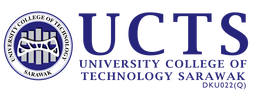 UNIVERSITY COLLEGE OF TECHNOLOGY
SARAWAK
UCTS
UNIVERSITY COLLEGE OF
TECHNOLOGY SARAWAK
DKU022(Q)